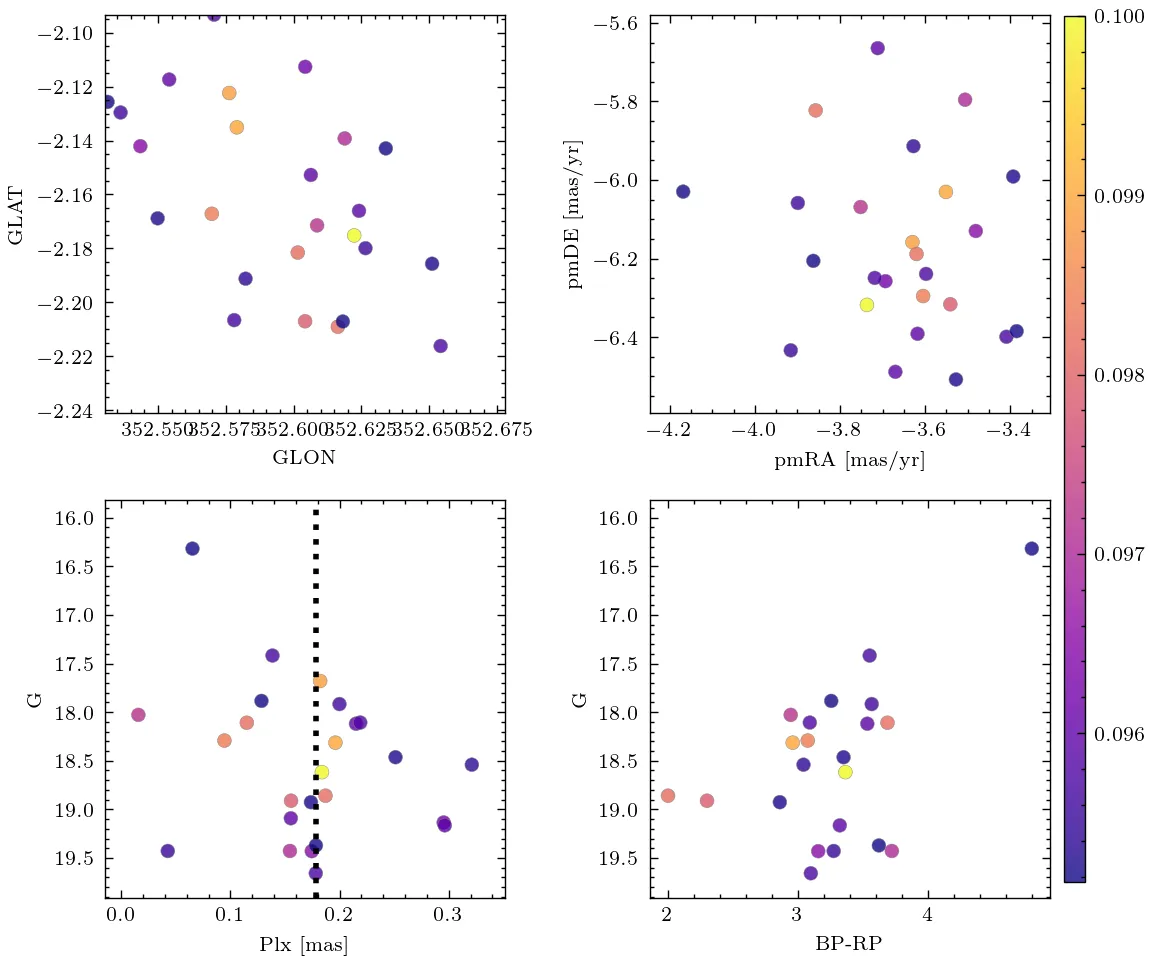 −2.10
−2.12
−2.14
−2.16
−2.18
−2.20
−2.22
−2.24
GLAT
352.550 352.575 352.600 352.625 352.650 352.675
GLON
−5.6
−5.8
−6.0
−6.2
−6.4
pmDE [mas/yr]
−4.2 −4.0 −3.8 −3.6 −3.4
pmRA [mas/yr]
0.100
0.099
0.098
0.097
0.096
16.0
16.5
17.0
17.5
18.0
18.5
19.0
19.5
G
0.0 0.1 0.2 0.3
Plx [mas]
16.0
16.5
17.0
17.5
18.0
18.5
19.0
19.5
G
2 3 4
BP-RP